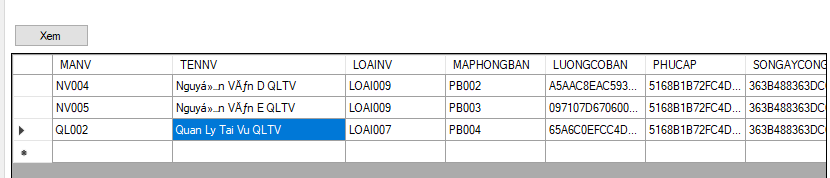 Xem
MANV TENNV LOAINV MAPHONGBAN LUONGCOBAN PHUCAP SONGAYCONG
NV004 Nguyá»…n VÄƒn D QLTV LOAI009 PB002 A5AAC8EAC593... 5168B1B72FC4D... 363B488363DC
NV005 Nguyá»…n VÄƒn E QLTV LOAI009 PB003 097107D670600... 5168B1B72FC4D... 363B488363DC
QL002 Quan Ly Tai Vu QLTV LOAI007 PB004 65A6C0EFCC4D... 5168B1B72FC4D... 363B488363DC